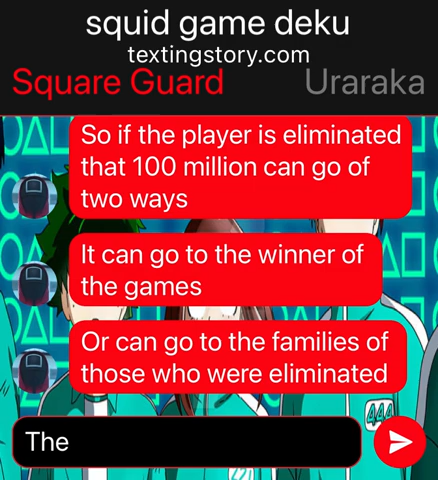 squid game deku
textingstory.com
Square Guard
Uraraka
So if the player is eliminated
that 100 million can go of
two ways
It can go to the winner of
the games
Or can go to the families of
those who were eliminated
The
444